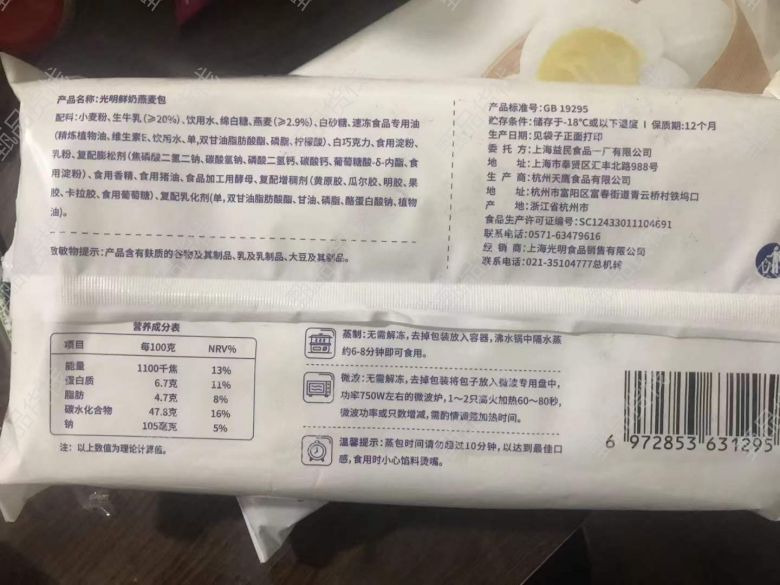 产品名称:光明鲜奶燕麦包
配料:小麦粉、生牛乳(≥20%)、饮用水、绵白糖、燕麦(≥2.9%)、白砂糖、速冻食品专用油
(精炼植物油、维生素E、饮用水、单,双甘油脂肪酸酯、磷脂、柠檬酸)、白巧克力、食用淀粉、
乳粉、复配膨松剂(焦磷酸二氢二钠、碳酸氢钠、磷酸二氢钙、碳酸钙、葡萄糖酸-δ-内酯、食
用淀粉)、食用香精、食用猪油、食品加工用酵母、复配增稠剂(黄原胶、瓜尔胶、明胶、果
胶、卡拉胶、食用葡萄糖)、复配乳化剂(单,双甘油脂肪酸酯、甘油、磷脂、酪蛋白酸钠、植物
油)。
致敏物提示:产品含有麸质的谷物及其制品、乳及乳制品、大豆及其制品。
产品标准号:GB 19295
贮存条件:储存于-18°C或以下温度 | 保质期:12个月
生产日期:见袋子正面打印
委 托 方:上海益民食品一厂有限公司
地 址:上海市奉贤区汇丰北路988号
生 产 商:杭州天鹰食品有限公司
地 址:杭州市富阳区富春街道青云桥村铁坞口
产 地:浙江省杭州市
食品生产许可证编号:SC12433011104691
联系电话:0571-63479616
经 销 商:上海光明食品销售有限公司
联系电话:021-35104777总机转
营养成分表
项目 每100克 NRV%
能量 1100千焦 13%
蛋白质 6.7克 11%
脂肪 4.7克 8%
碳水化合物 47.8克 16%
钠 105毫克 5%
注:以上数值为理论计算值。
蒸制:无需解冻,去掉包装放入容器,沸水锅中隔水蒸
约6-8分钟即可食用。
微波:无需解冻,去掉包装将包子放入微波专用盘中,
功率750W左右的微波炉,1~2只高火加热60~80秒,
微波功率或只数增减,需酌情调整加热时间。
温馨提示:蒸包时间请勿超过10分钟,以达到最佳口
感,食用时小心馅料烫嘴。
6 972853 631295